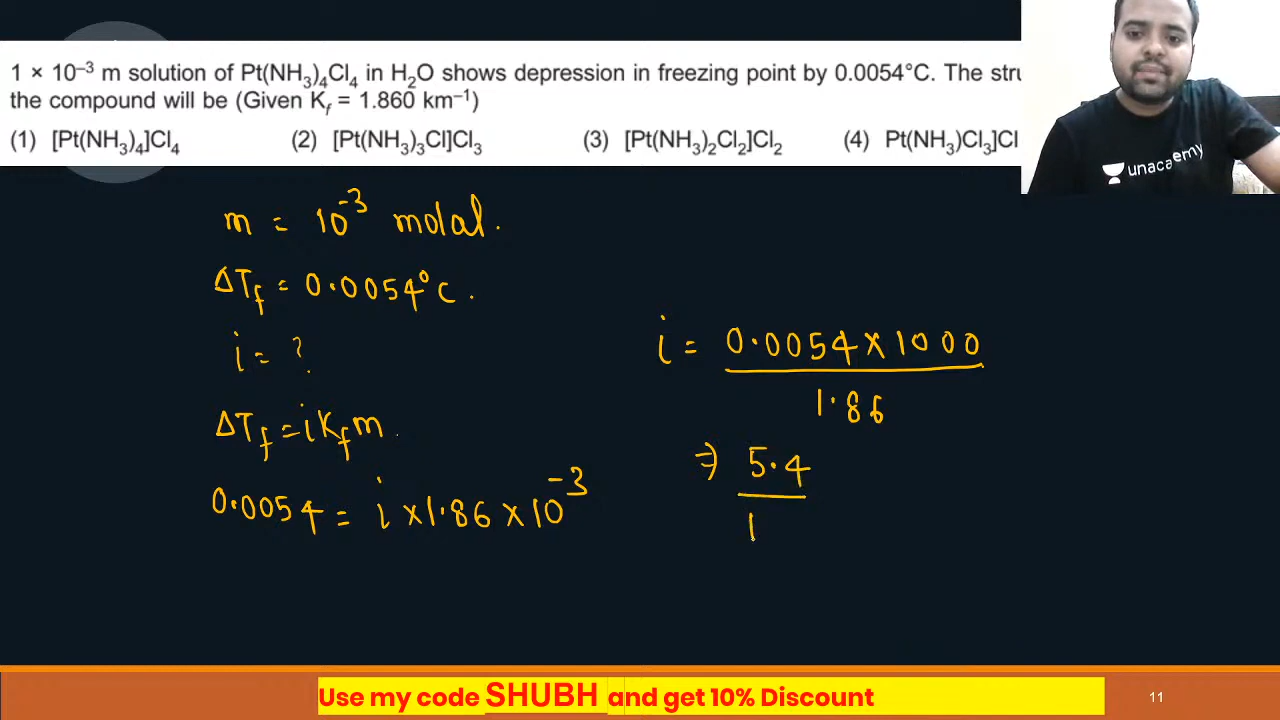 1 × 10⁻³ m solution of Pt(NH₃)₄Cl₄ in H₂O shows depression in freezing point by 0.0054°C. The
the compound will be (Given K_f = 1.860 km⁻¹)
(1) [Pt(NH₃)₄]Cl₄ (2) [Pt(NH₃)₃Cl]Cl₃ (3) [Pt(NH₃)₂Cl₂]Cl₂ (4) Pt(NH₃)Cl₃]Cl
unacademy
m = 10⁻³ molal.
ΔT_f = 0.0054°C.
i = ?
ΔT_f = i K_f m.
0.0054 = i × 1.86 × 10⁻³
i = 0.0054 × 1000
1.86
⇒ 5.4
1
Use my code SHUBH and get 10% Discount
11